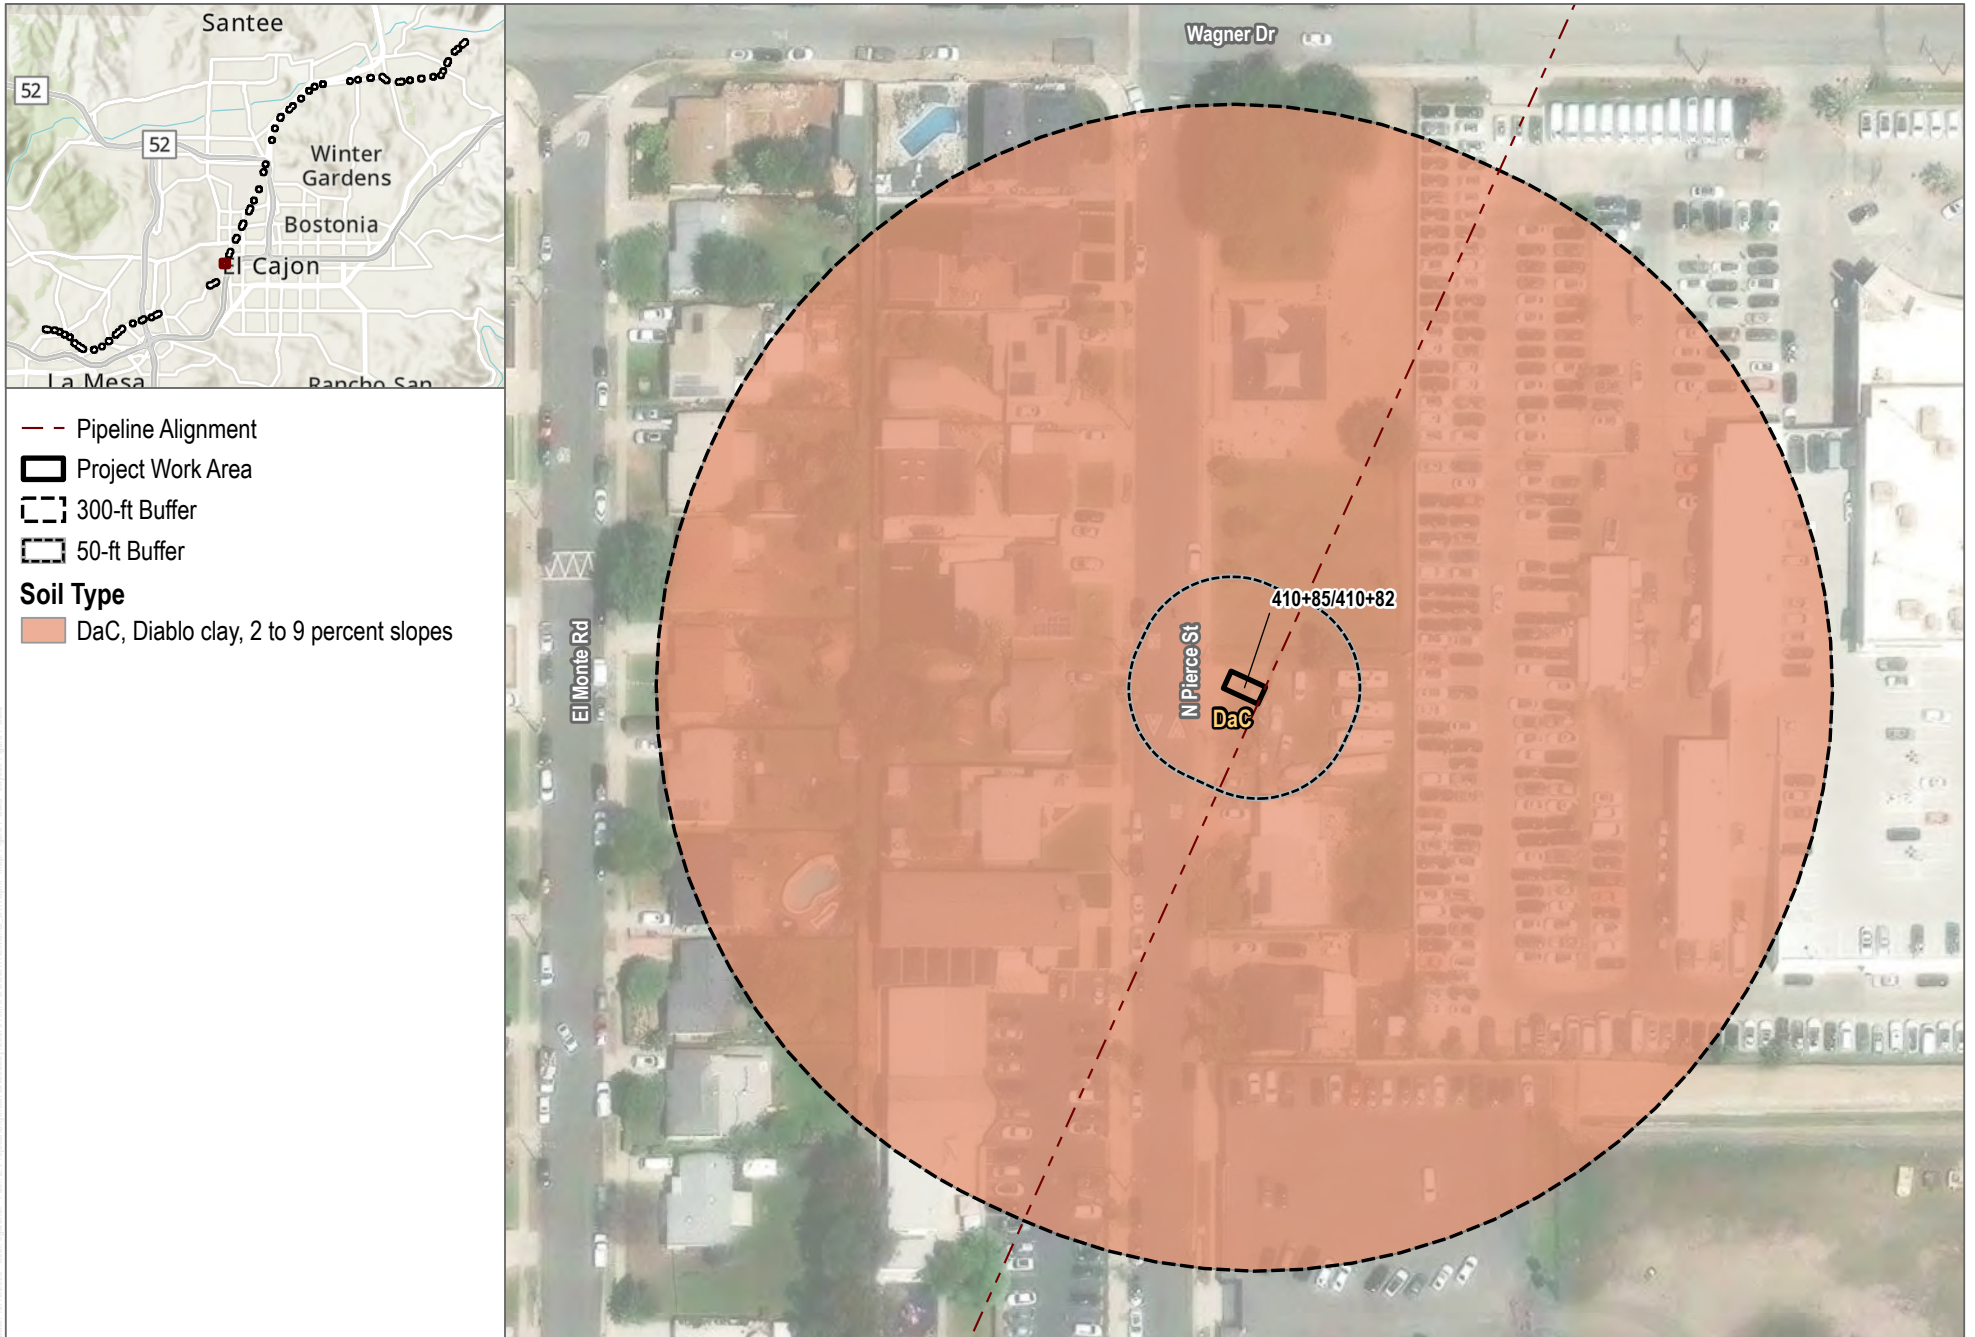 Santee
52
52
Winter
Gardens
Bostonia
El Cajon
La Mesa
Rancho San
Pipeline Alignment
Project Work Area
300-ft Buffer
50-ft Buffer
Soil Type
DaC, Diablo clay, 2 to 9 percent slopes
Wagner Dr
El Monte Rd
N Pierce St
410+85/410+82
DaC